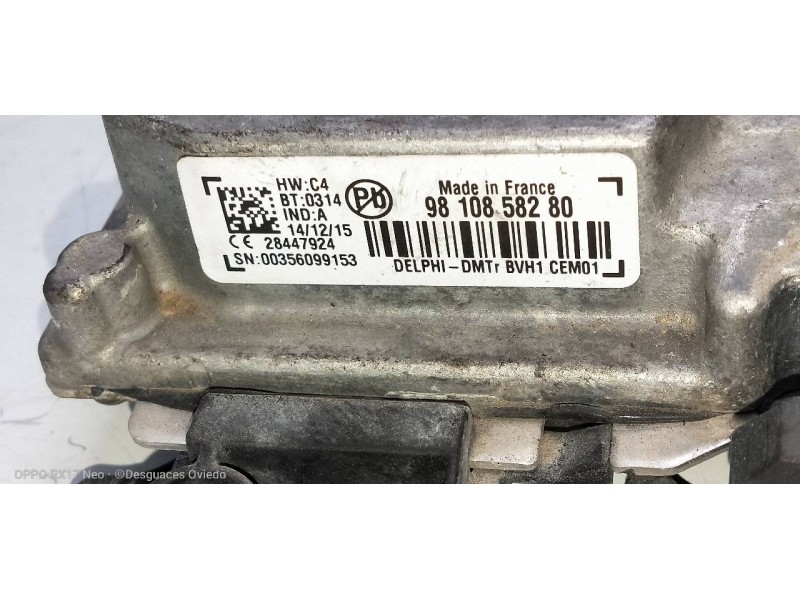 HW:C4
BT:0314
IND:A
14/12/15
CE 28447924
SN:00356099153
Made in France
98 108 582 80
DELPHI-DMTr BVH1 CEM01
OPPO RX17 Neo · ©Desguaces Oviedo